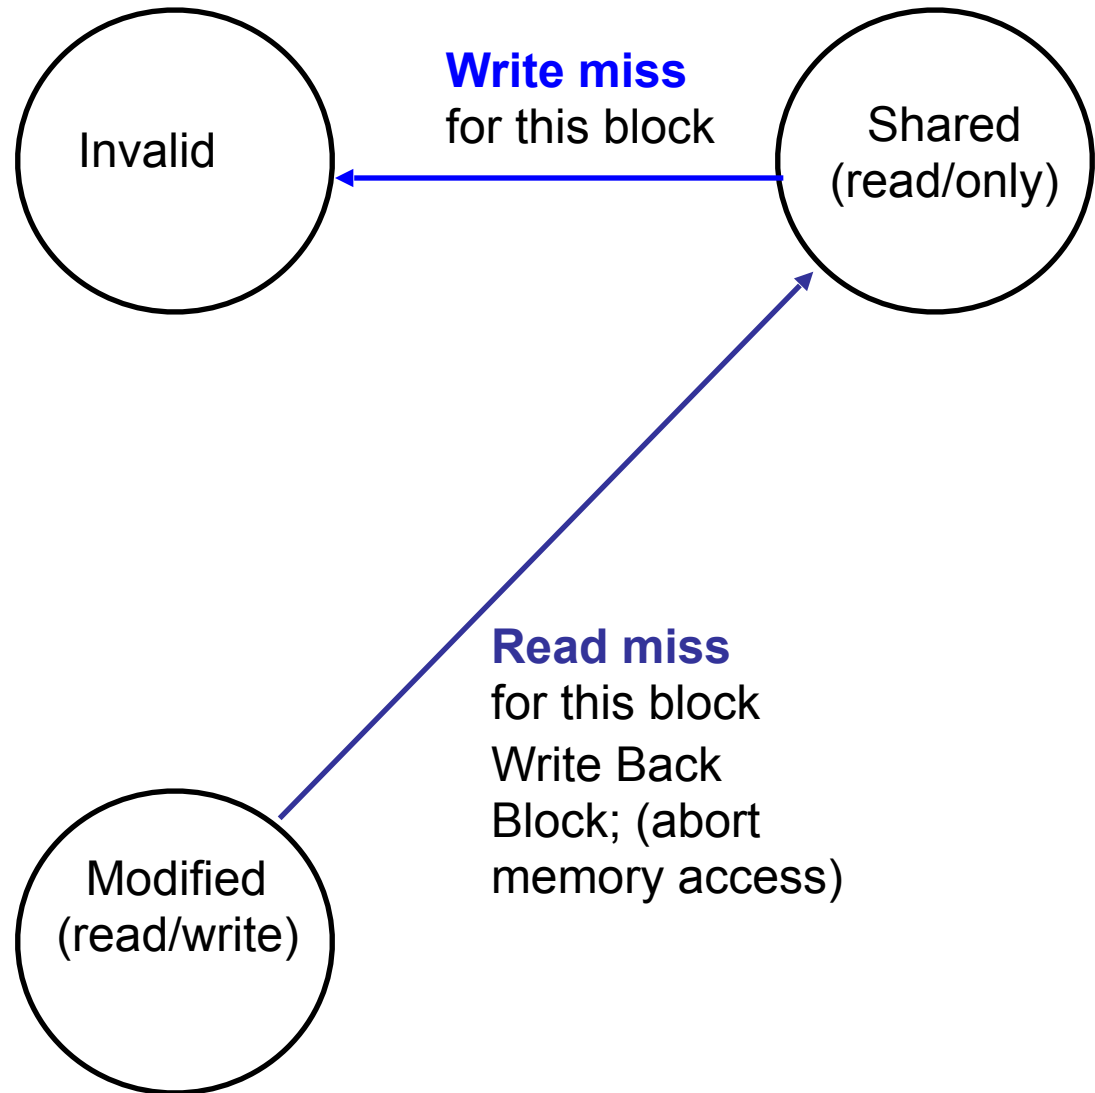 Invalid
Write miss
for this block
Shared
(read/only)
Read miss
for this block
Write Back
Block; (abort
memory access)
Modified
(read/write)